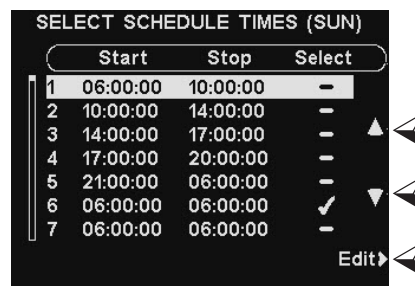 SELECT SCHEDULE TIMES (SUN)
Start Stop Select
1 06:00:00 10:00:00 -
2 10:00:00 14:00:00 -
3 14:00:00 17:00:00 -
4 17:00:00 20:00:00 -
5 21:00:00 06:00:00 -
6 06:00:00 06:00:00 ✓
7 06:00:00 06:00:00 -
Edit